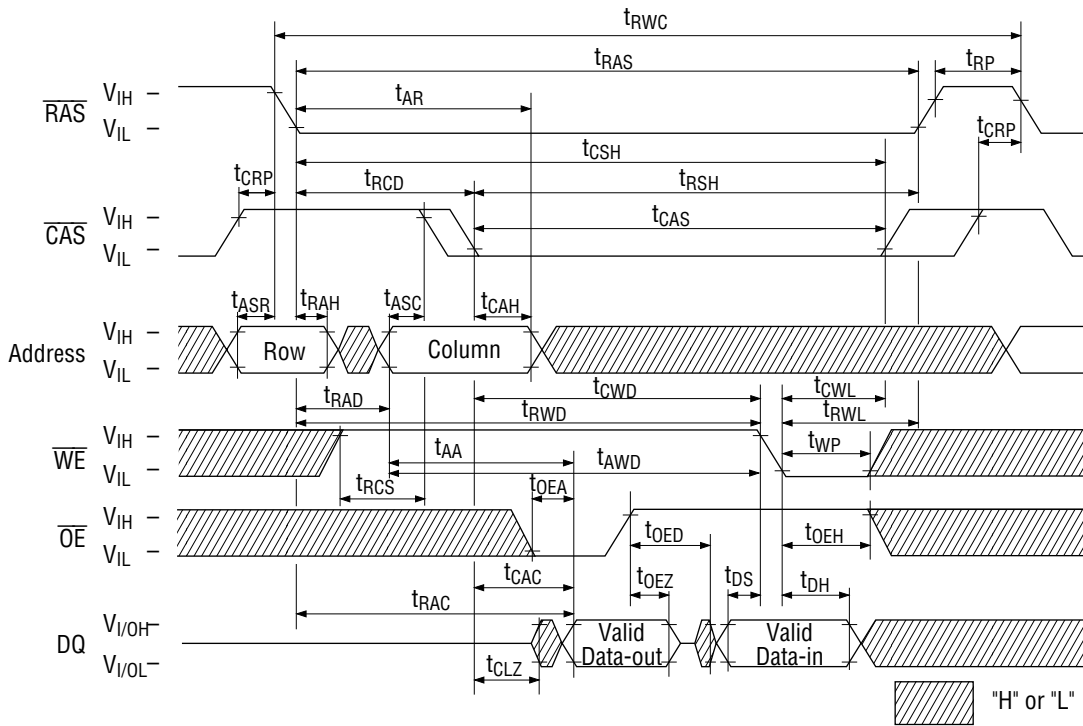 tRWC
tRAS
tRP
tAR
RAS
VIH
VIL
tCRP
tCSH
tCRP
tRCD
tRSH
CAS
VIH
VIL
tCAS
tASR
tRAH
tASC
tCAH
Address
VIH
VIL
Row
Column
tRAD
tCWD
tCWL
tRWD
tRWL
WE
VIH
VIL
tAA
tAWD
tWP
tRCS
tOEA
OE
VIH
VIL
tOED
tOEH
tCAC
tOEZ
tDS
tDH
tRAC
DQ
VI/OH
VI/OL
Valid
Data-out
Valid
Data-in
tCLZ
"H" or "L"